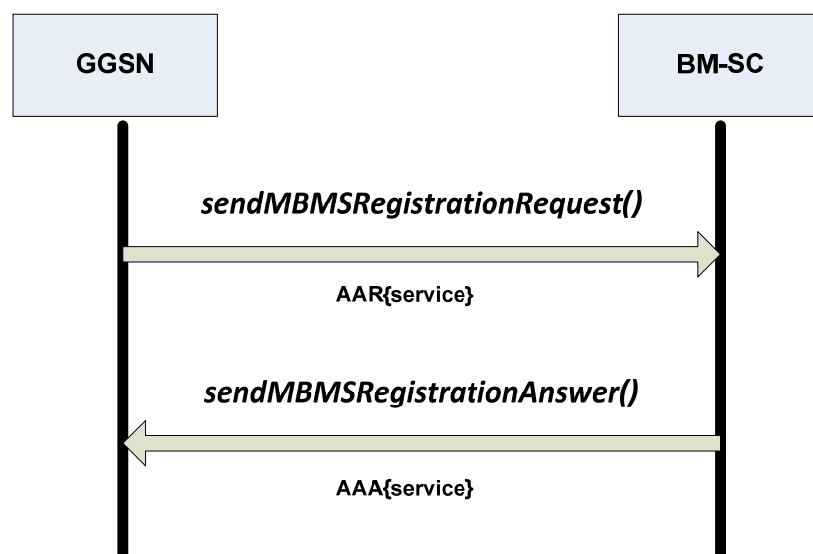 GGSN
BM-SC
sendMBMSRegistrationRequest()
AAR{service}
sendMBMSRegistrationAnswer()
AAA{service}